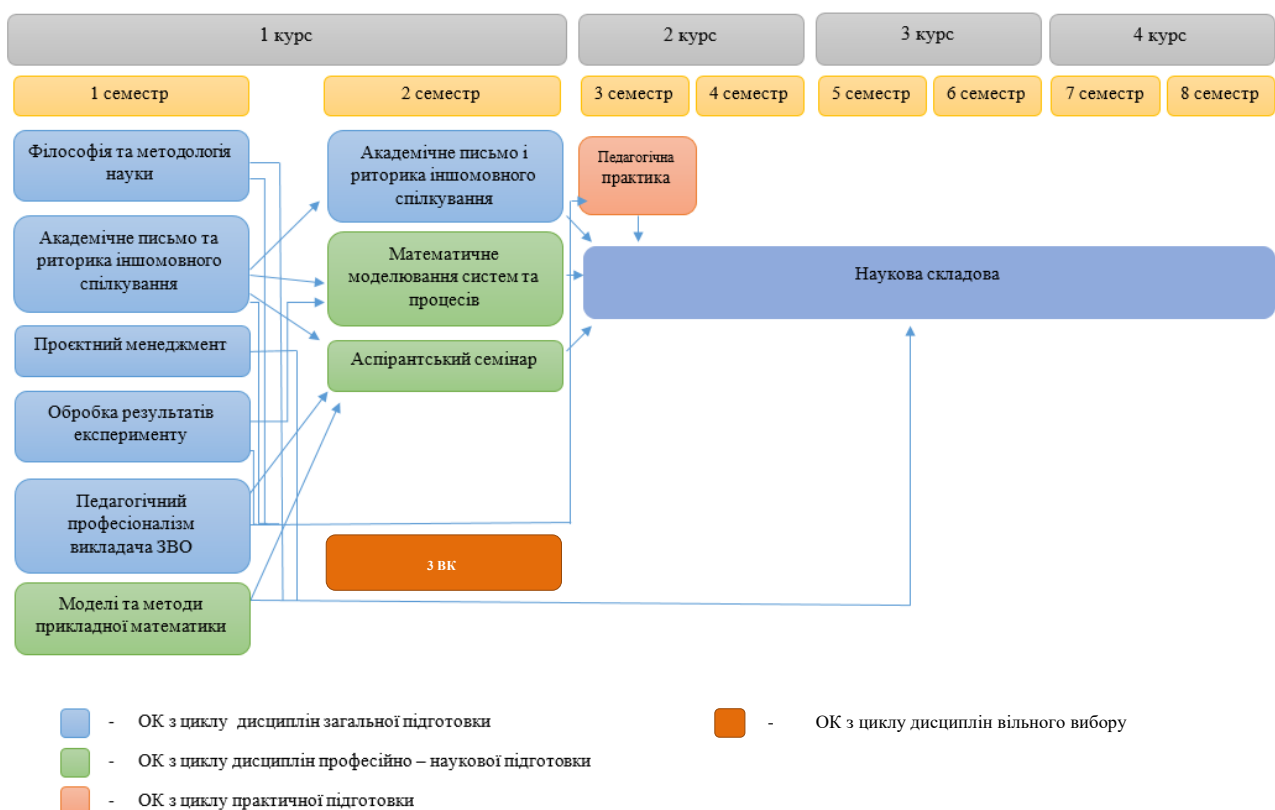 1 курс
2 курс
3 курс
4 курс
1 семестр
2 семестр
3 семестр
4 семестр
5 семестр
6 семестр
7 семестр
8 семестр
Філософія та методологія
науки
Академічне письмо та
риторика іншомовного
спілкування
Проєктний менеджмент
Обробка результатів
експерименту
Педагогічний
професіоналізм
викладача ЗВО
Моделі та методи
прикладної математики
Академічне письмо і
риторика іншомовного
спілкування
Математичне
моделювання систем та
процесів
Аспірантський семінар
3 ВК
Педагогічна
практика
Наукова складова
- ОК з циклу дисциплін загальної підготовки
- ОК з циклу дисциплін професійно – наукової підготовки
- ОК з циклу практичної підготовки
- ОК з циклу дисциплін вільного вибору